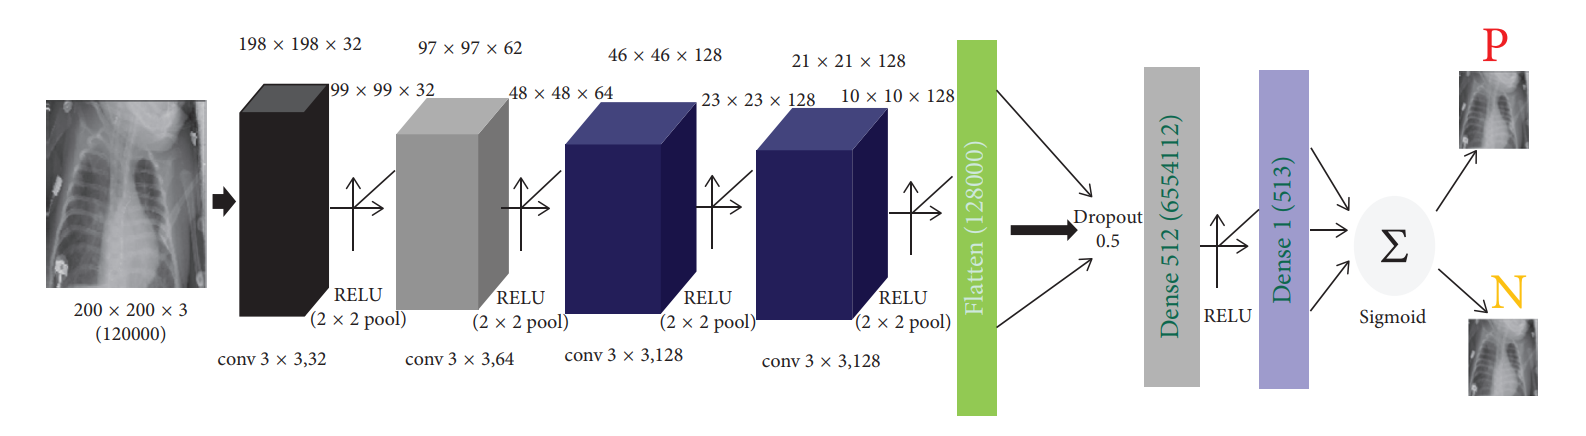 200 × 200 × 3
(120000)
198 × 198 × 32
99 × 99 × 32
conv 3 × 3,32
RELU
(2 × 2 pool)
97 × 97 × 62
48 × 48 × 64
conv 3 × 3,64
RELU
(2 × 2 pool)
46 × 46 × 128
23 × 23 × 128
conv 3 × 3,128
RELU
(2 × 2 pool)
21 × 21 × 128
10 × 10 × 128
conv 3 × 3,128
RELU
(2 × 2 pool)
Flatten (128000)
Dropout
0.5
Dense 512 (6554112)
RELU
Dense 1 (513)
Σ
Sigmoid
P
N